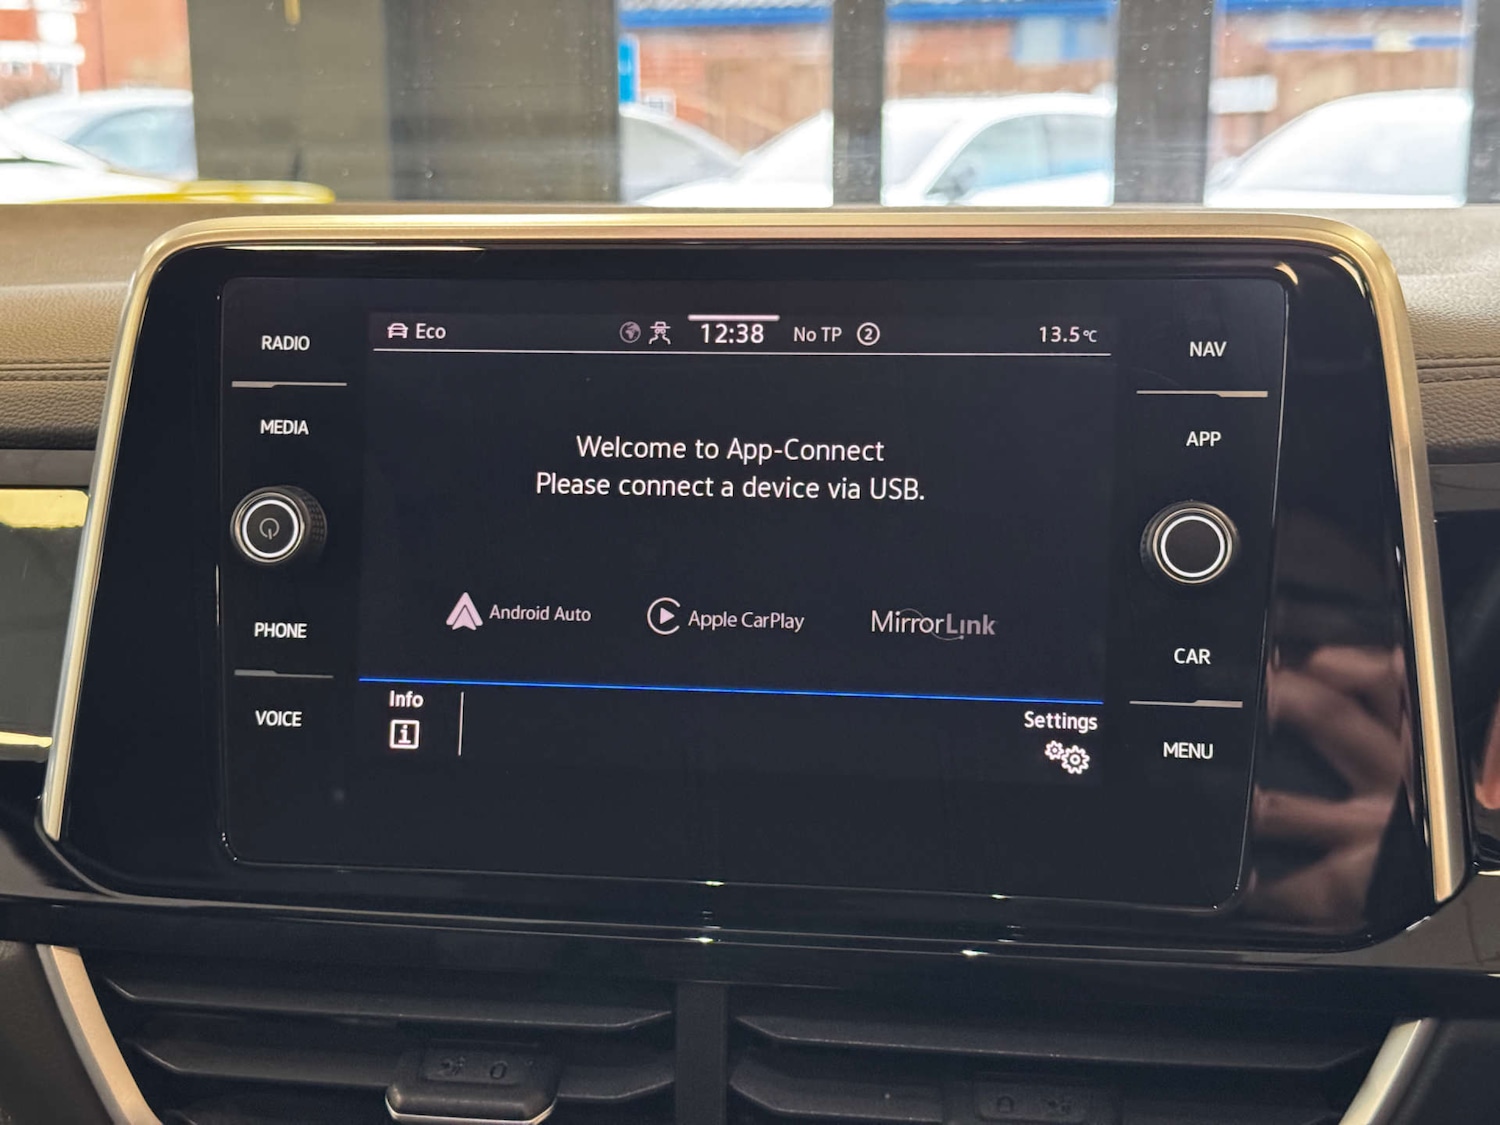 RADIO
MEDIA
PHONE
VOICE
Eco
12:38
No TP
2
13.5°C
Welcome to App-Connect
Please connect a device via USB.
Android Auto
Apple CarPlay
MirrorLink
Info
i
Settings
NAV
APP
CAR
MENU